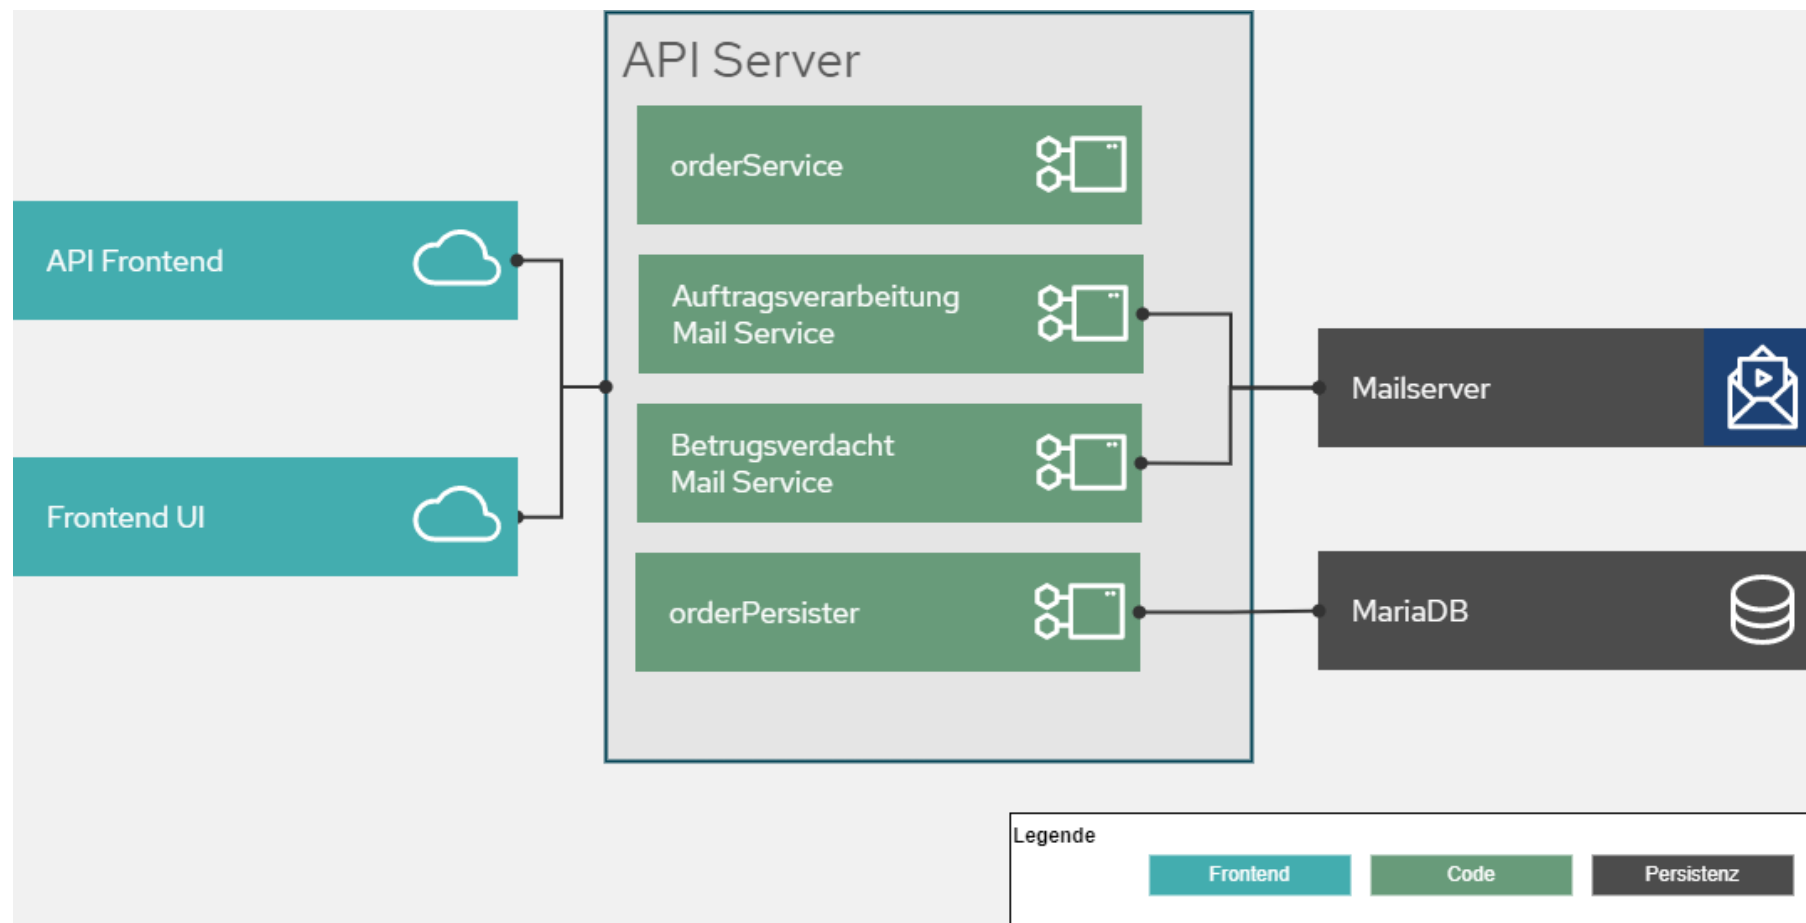 API Server
orderService
API Frontend
Auftragsverarbeitung
Mail Service
Mailserver
Betrugsverdacht
Mail Service
Frontend UI
orderPersister
MariaDB
Legende
Frontend
Code
Persistenz